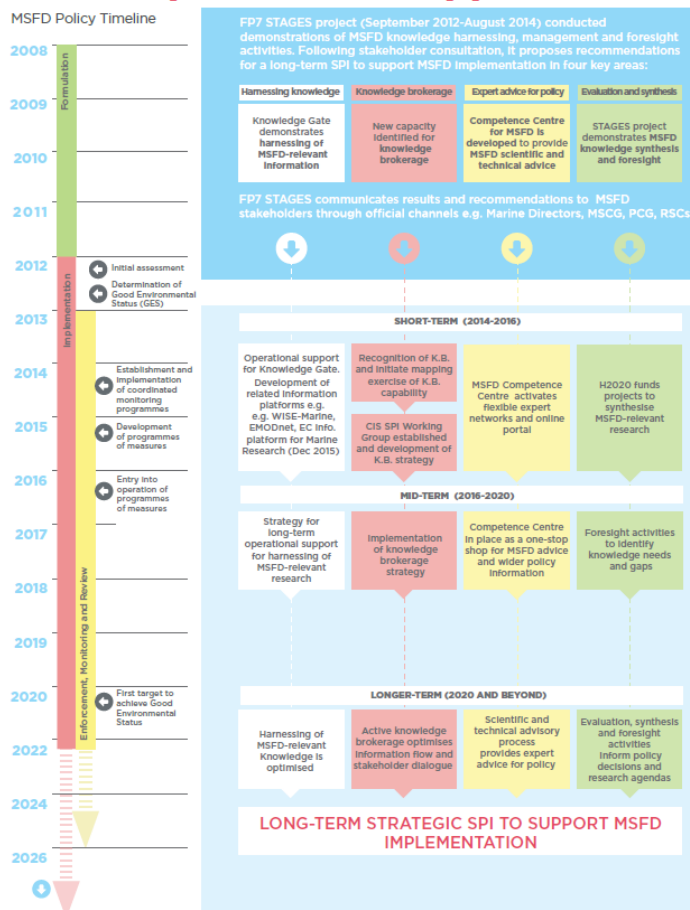 MSFD Policy Timeline
2008
2009
2010
2011
2012
2013
2014
2015
2016
2017
2018
2019
2020
2022
2024
2026
Formulation
Implementation
Enforcement, Monitoring and Review
Initial assessment
Determination of
Good Environmental
Status (GES)
Establishment and
implementation
of coordinated
monitoring
programmes
Development
of programmes
of measures
Entry into
operation of
programmes
of measures
First target to
achieve Good
Environmental
Status
FP7 STAGES project (September 2012-August 2014) conducted
demonstrations of MSFD knowledge harnessing, management and foresight
activities. Following stakeholder consultation, it proposes recommendations
for a long-term SPI to support MSFD implementation in four key areas:
Harnessing knowledge
Knowledge Gate
demonstrates
harnessing of
MSFD-relevant
information
Knowledge brokerage
New capacity
identified for
knowledge
brokerage
Expert advice for policy
Competence Centre
for MSFD is
developed to provide
MSFD scientific and
technical advice
Evaluation and synthesis
STAGES project
demonstrates MSFD
knowledge synthesis
and foresight
FP7 STAGES communicates results and recommendations to MSFD
stakeholders through official channels e.g. Marine Directors, MSCG, PCG, RSCs
SHORT-TERM (2014-2016)
Operational support
for Knowledge Gate.
Development of
related information
platforms e.g.
e.g. WISE-Marine,
EMODnet, EC Info.
platform for Marine
Research (Dec 2015)
Recognition of K.B.
and initiate mapping
exercise of K.B.
capability
CIS SPI Working
Group established
and development of
K.B. strategy
MSFD Competence
Centre activates
flexible expert
networks and online
portal
H2020 funds
projects to
synthesise
MSFD-relevant
research
MID-TERM (2016-2020)
Strategy for
long-term
operational support
for harnessing of
MSFD-relevant
research
Implementation
of knowledge
brokerage
strategy
Competence Centre
in place as a one-stop
shop for MSFD advice
and wider policy
information
Foresight activities
to identify
knowledge needs
and gaps
LONGER-TERM (2020 AND BEYOND)
Harnessing of
MSFD-relevant
Knowledge is
optimised
Active knowledge
brokerage optimises
information flow and
stakeholder dialogue
Scientific and
technical advisory
process
provides expert
advice for policy
Evaluation, synthesis
and foresight
activities
inform policy
decisions and
research agendas
LONG-TERM STRATEGIC SPI TO SUPPORT MSFD
IMPLEMENTATION